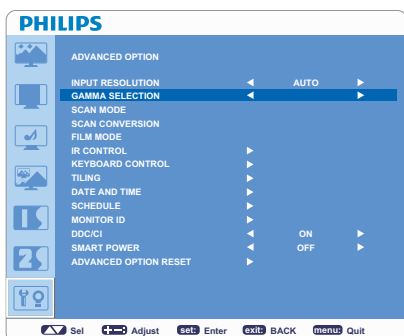 PHILIPS
ADVANCED OPTION
INPUT RESOLUTION AUTO
GAMMA SELECTION
SCAN MODE
SCAN CONVERSION
FILM MODE
IR CONTROL
KEYBOARD CONTROL
TILING
DATE AND TIME
SCHEDULE
MONITOR ID
DDC/CI ON
SMART POWER OFF
ADVANCED OPTION RESET
Sel Adjust set: Enter exit: BACK menu: Quit